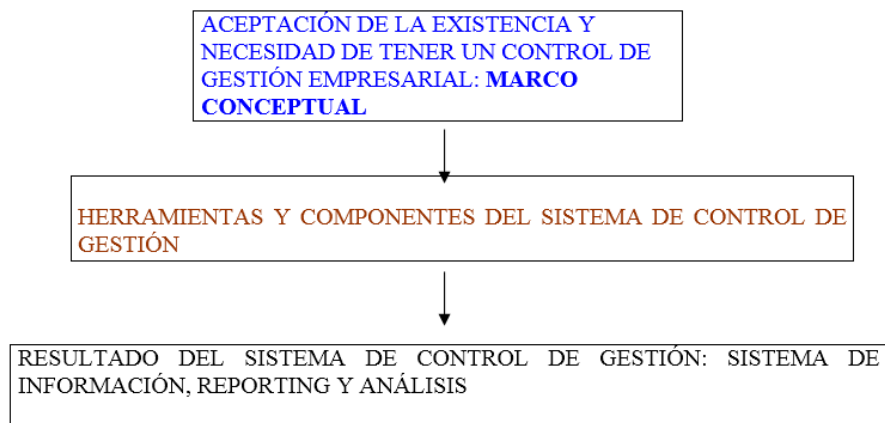 ACEPTACIÓN DE LA EXISTENCIA Y
NECESIDAD DE TENER UN CONTROL DE
GESTIÓN EMPRESARIAL: MARCO
CONCEPTUAL
HERRAMIENTAS Y COMPONENTES DEL SISTEMA DE CONTROL DE
GESTIÓN
RESULTADO DEL SISTEMA DE CONTROL DE GESTIÓN: SISTEMA DE
INFORMACIÓN, REPORTING Y ANÁLISIS